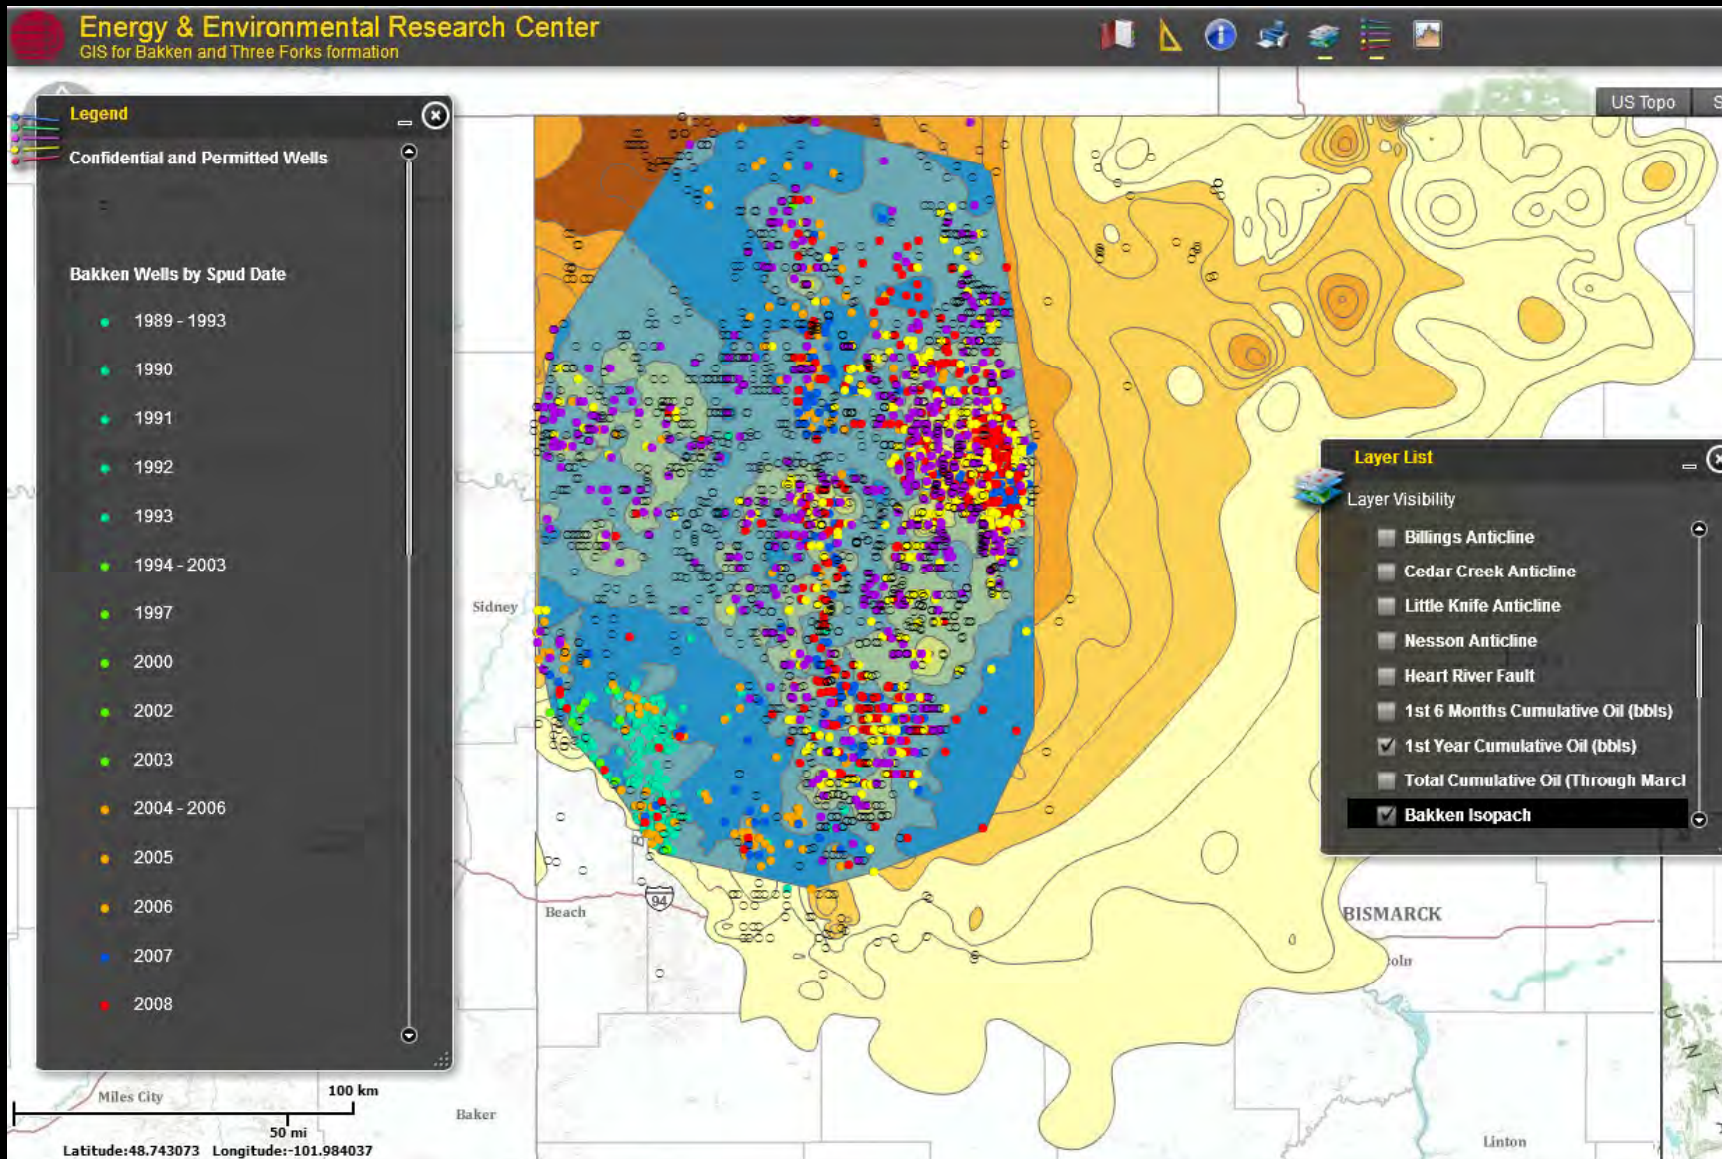 Energy & Environmental Research Center
GIS for Bakken and Three Forks formation
US Topo
S
Legend
Confidential and Permitted Wells
Bakken Wells by Spud Date
1989 - 1993
1990
1991
1992
1993
1994 - 2003
1997
2000
2002
2003
2004 - 2006
2005
2006
2007
2008
Sidney
Beach
94
Layer List
Layer Visibility
Billings Anticline
Cedar Creek Anticline
Little Knife Anticline
Nesson Anticline
Heart River Fault
1st 6 Months Cumulative Oil (bbls)
1st Year Cumulative Oil (bbls)
Total Cumulative Oil (Through Marcl
Bakken Isopach
BISMARCK
coln
U N T
Miles City
Baker
Linton
100 km
50 mi
Latitude:48.743073 Longitude:-101.984037